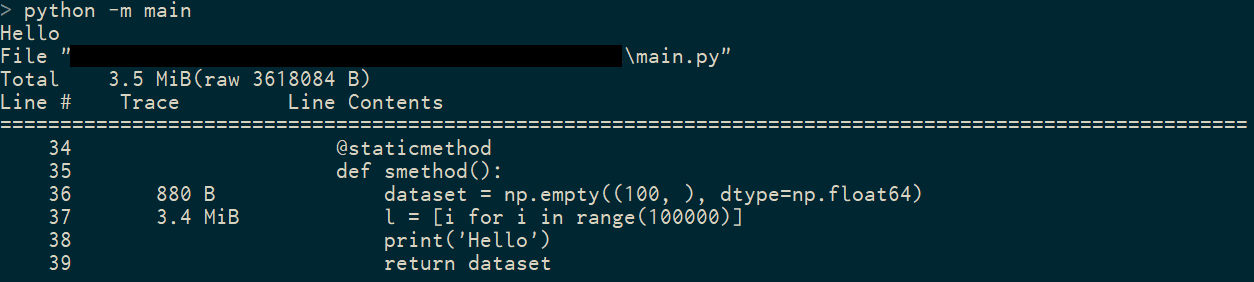 > python -m main
Hello
File "\main.py"
Total    3.5 MiB(raw 3618084 B)
Line #    Trace         Line Contents
========================================================================================================
    34                      @staticmethod
    35                      def smethod():
    36       880 B              dataset = np.empty((100, ), dtype=np.float64)
    37       3.4 MiB            l = [i for i in range(100000)]
    38                          print('Hello')
    39                          return dataset